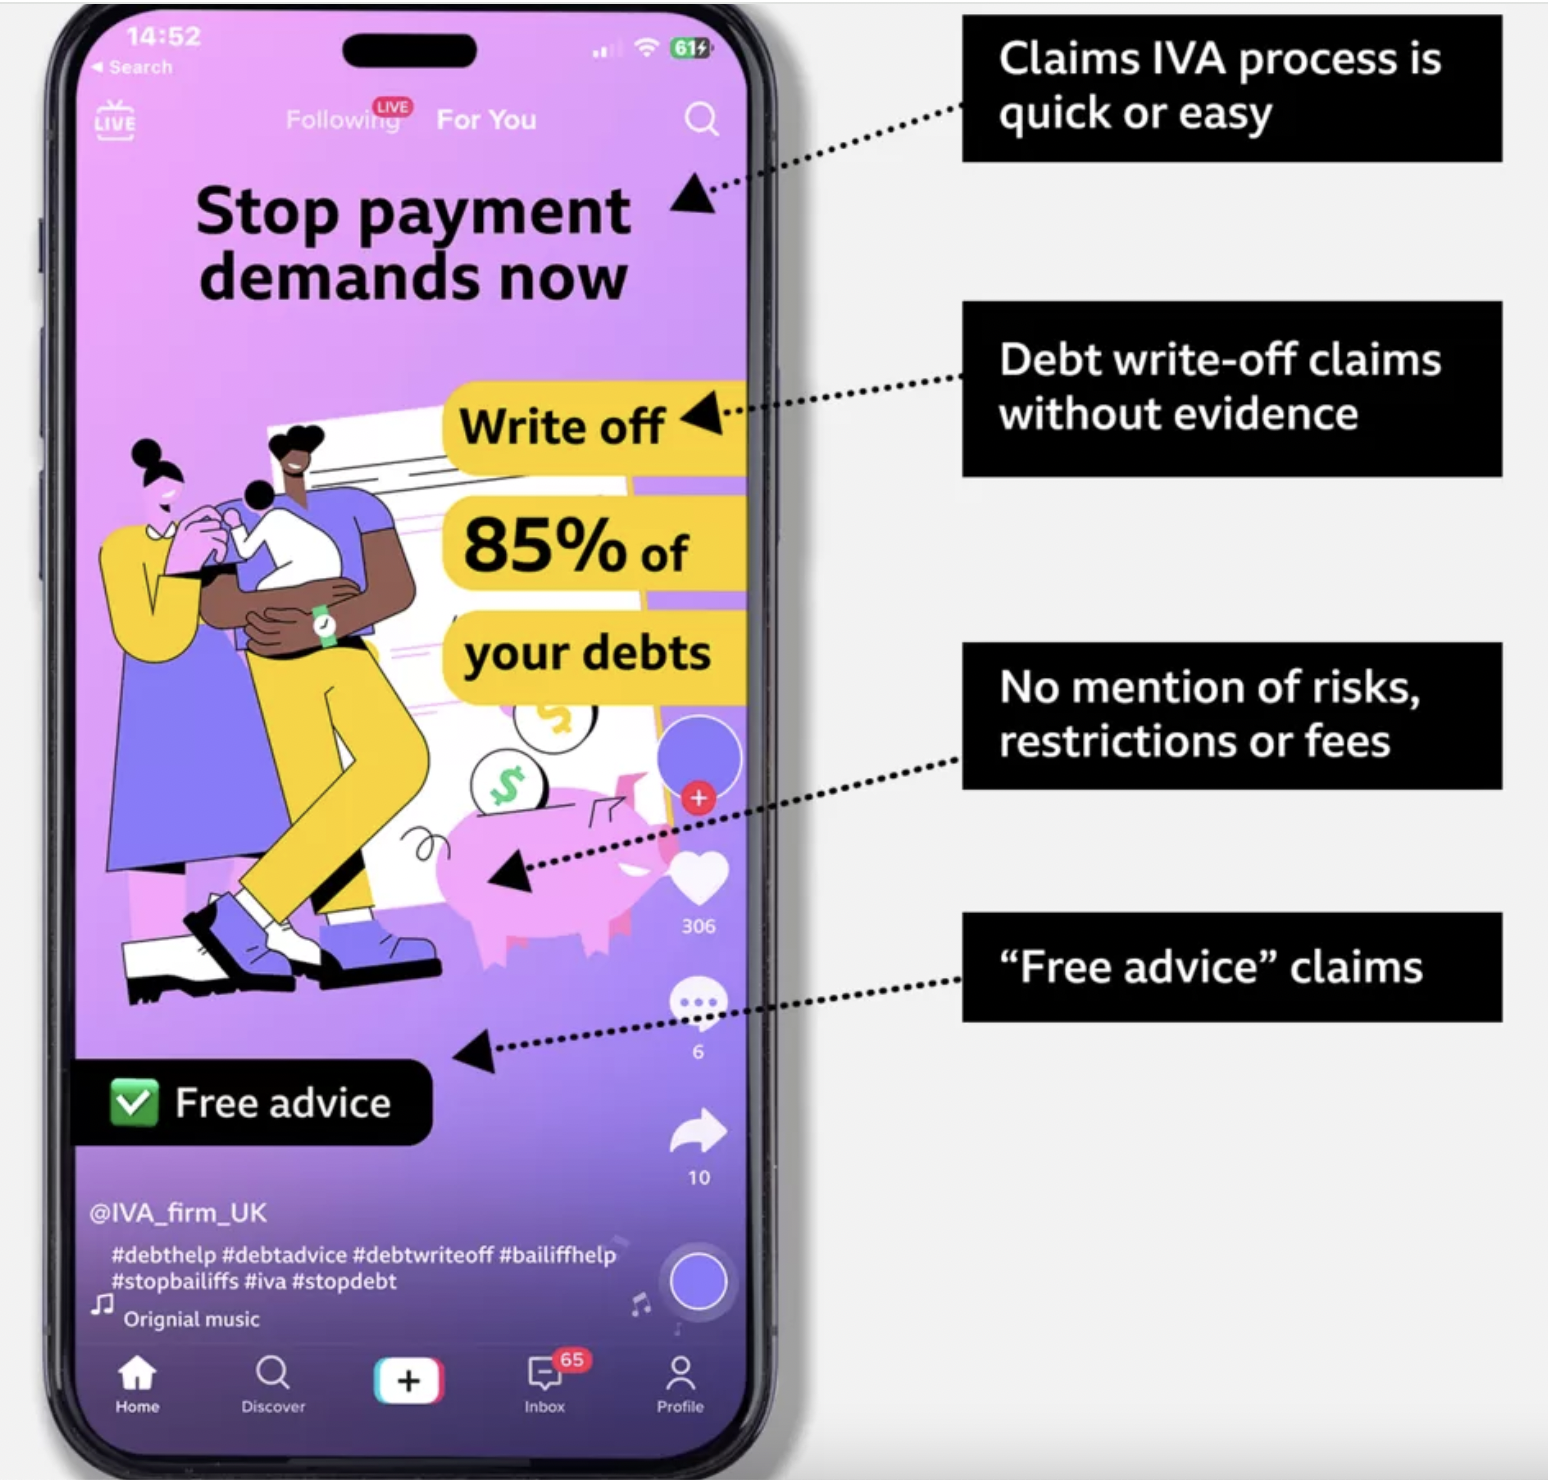 14:52
61
◀ Search
LIVE
Following
LIVE
For You
Stop payment
demands now
Write off
85% of
your debts
$
$
306
6
10
✅ Free advice
@IVA_firm_UK
#debthelp #debtadvice #debtwriteoff #bailiffhelp
#stopbailiffs #iva #stopdebt
Orignial music
65
Home
Discover
Inbox
Profile
Claims IVA process is
quick or easy
Debt write-off claims
without evidence
No mention of risks,
restrictions or fees
“Free advice” claims